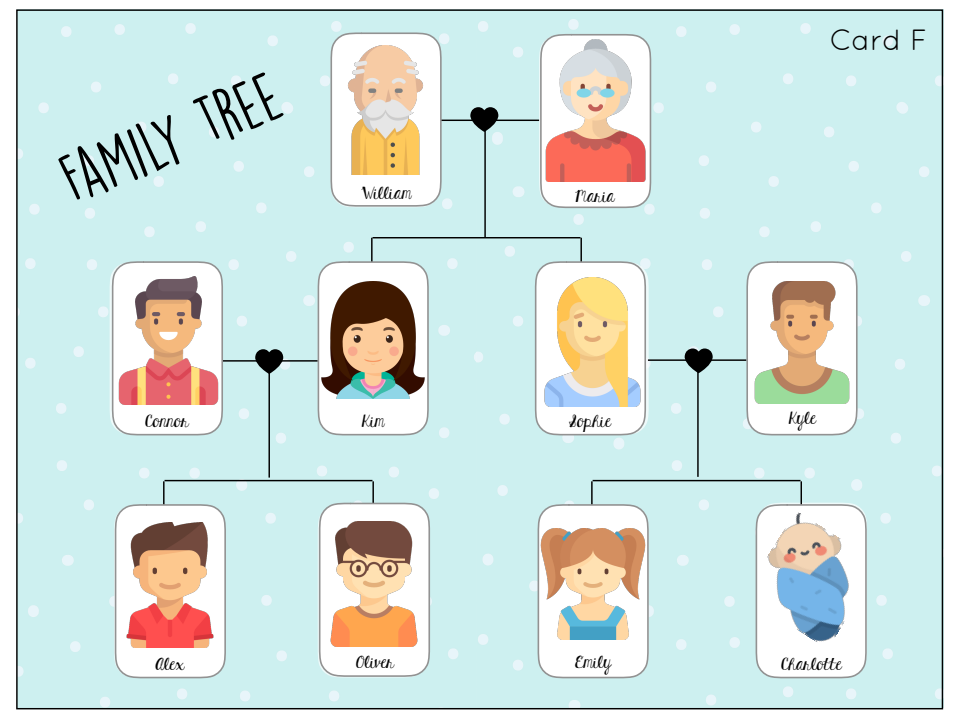 Card F
FAMILY TREE
William
Maria
Connor
Kim
Sophie
Kyle
Alex
Oliver
Emily
Charlotte